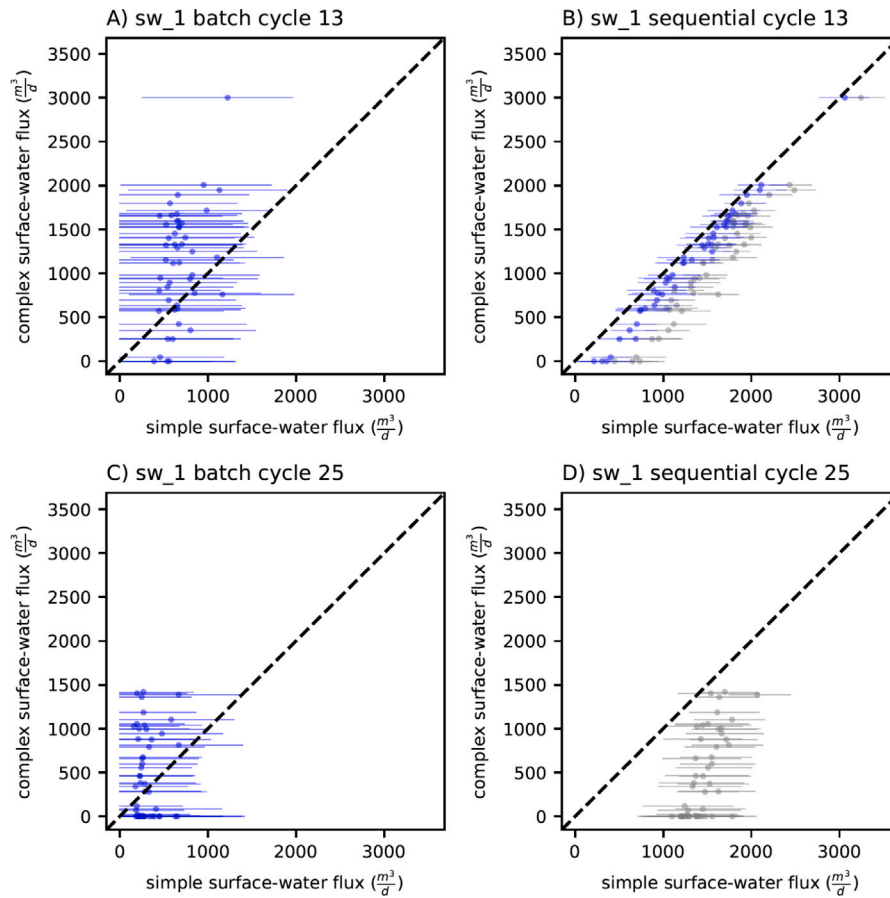 A) sw_1 batch cycle 13
3500
3000
2500
2000
1500
1000
500
0
complex surface-water flux (m³/d)
0 1000 2000 3000
simple surface-water flux (m³/d)
B) sw_1 sequential cycle 13
3500
3000
2500
2000
1500
1000
500
0
complex surface-water flux (m³/d)
0 1000 2000 3000
simple surface-water flux (m³/d)
C) sw_1 batch cycle 25
3500
3000
2500
2000
1500
1000
500
0
complex surface-water flux (m³/d)
0 1000 2000 3000
simple surface-water flux (m³/d)
D) sw_1 sequential cycle 25
3500
3000
2500
2000
1500
1000
500
0
complex surface-water flux (m³/d)
0 1000 2000 3000
simple surface-water flux (m³/d)